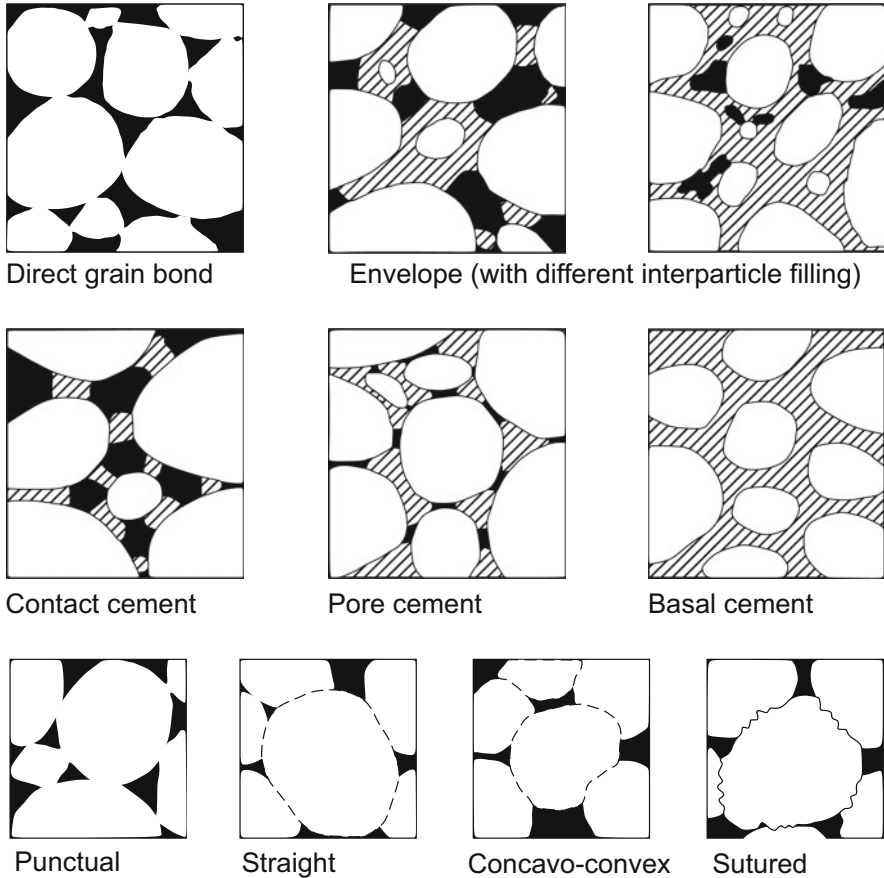 Direct grain bond
Envelope (with different interparticle filling)
Contact cement
Pore cement
Basal cement
Punctual
Straight
Concavo-convex
Sutured